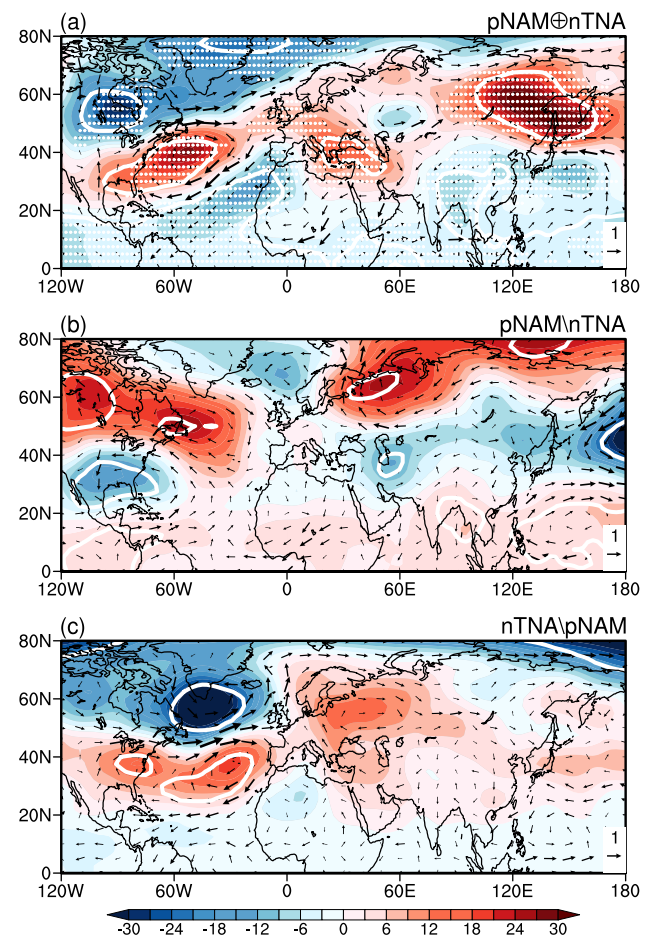 (a) pNAM⊕nTNA
80N
60N
40N
20N
0
1
120W 60W 0 60E 120E 180
(b) pNAM\nTNA
80N
60N
40N
20N
0
1
120W 60W 0 60E 120E 180
(c) nTNA\pNAM
80N
60N
40N
20N
0
1
120W 60W 0 60E 120E 180
-30 -24 -18 -12 -6 0 6 12 18 24 30